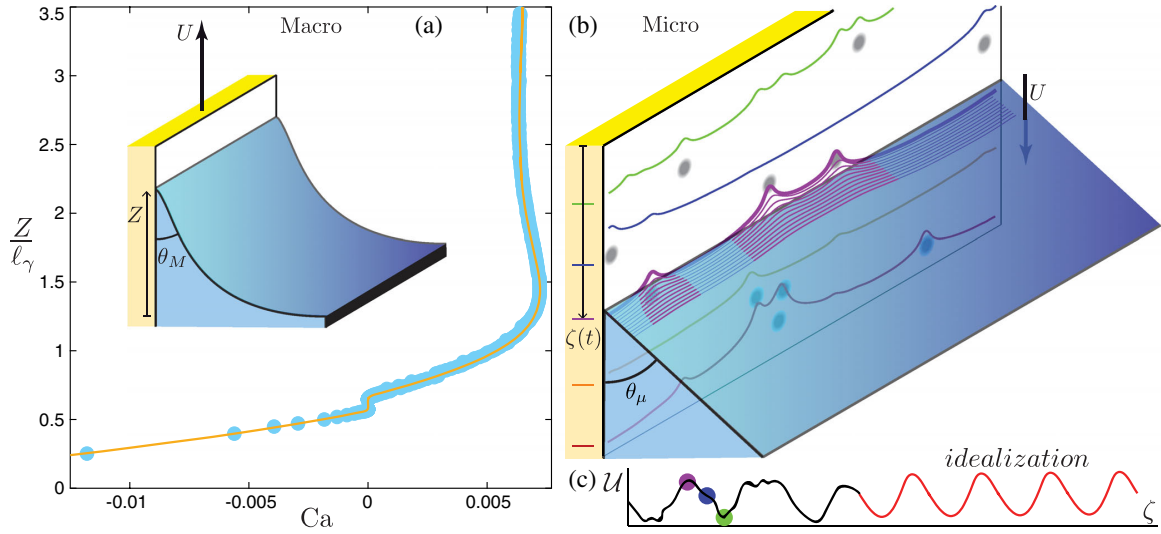 (a)
Macro
U
Z
θ_M
Z/ℓ_γ
3.5
3
2.5
2
1.5
1
0.5
0
-0.01
-0.005
0
0.005
Ca
(b)
Micro
U
ζ(t)
θ_μ
(c)
𝒰
idealization
ζ